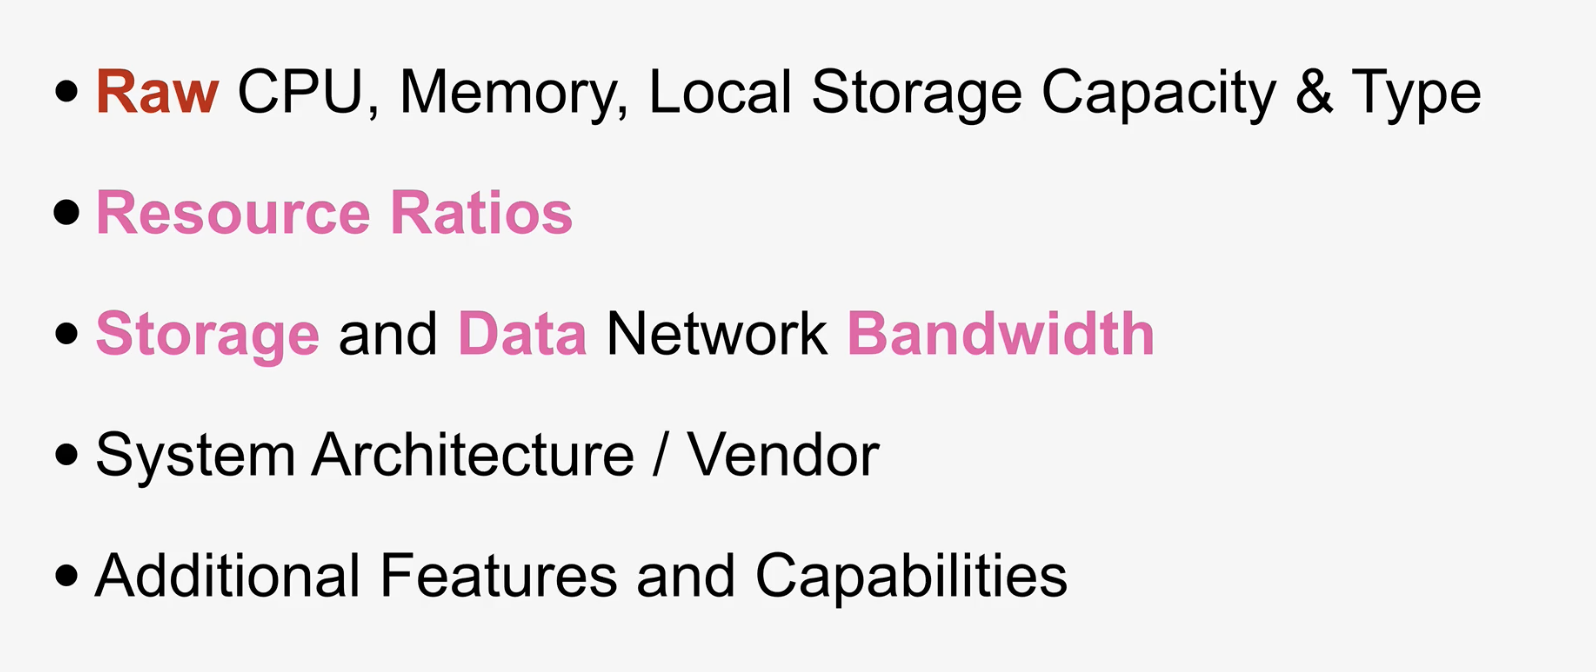 • Raw CPU, Memory, Local Storage Capacity & Type
• Resource Ratios
• Storage and Data Network Bandwidth
• System Architecture / Vendor
• Additional Features and Capabilities